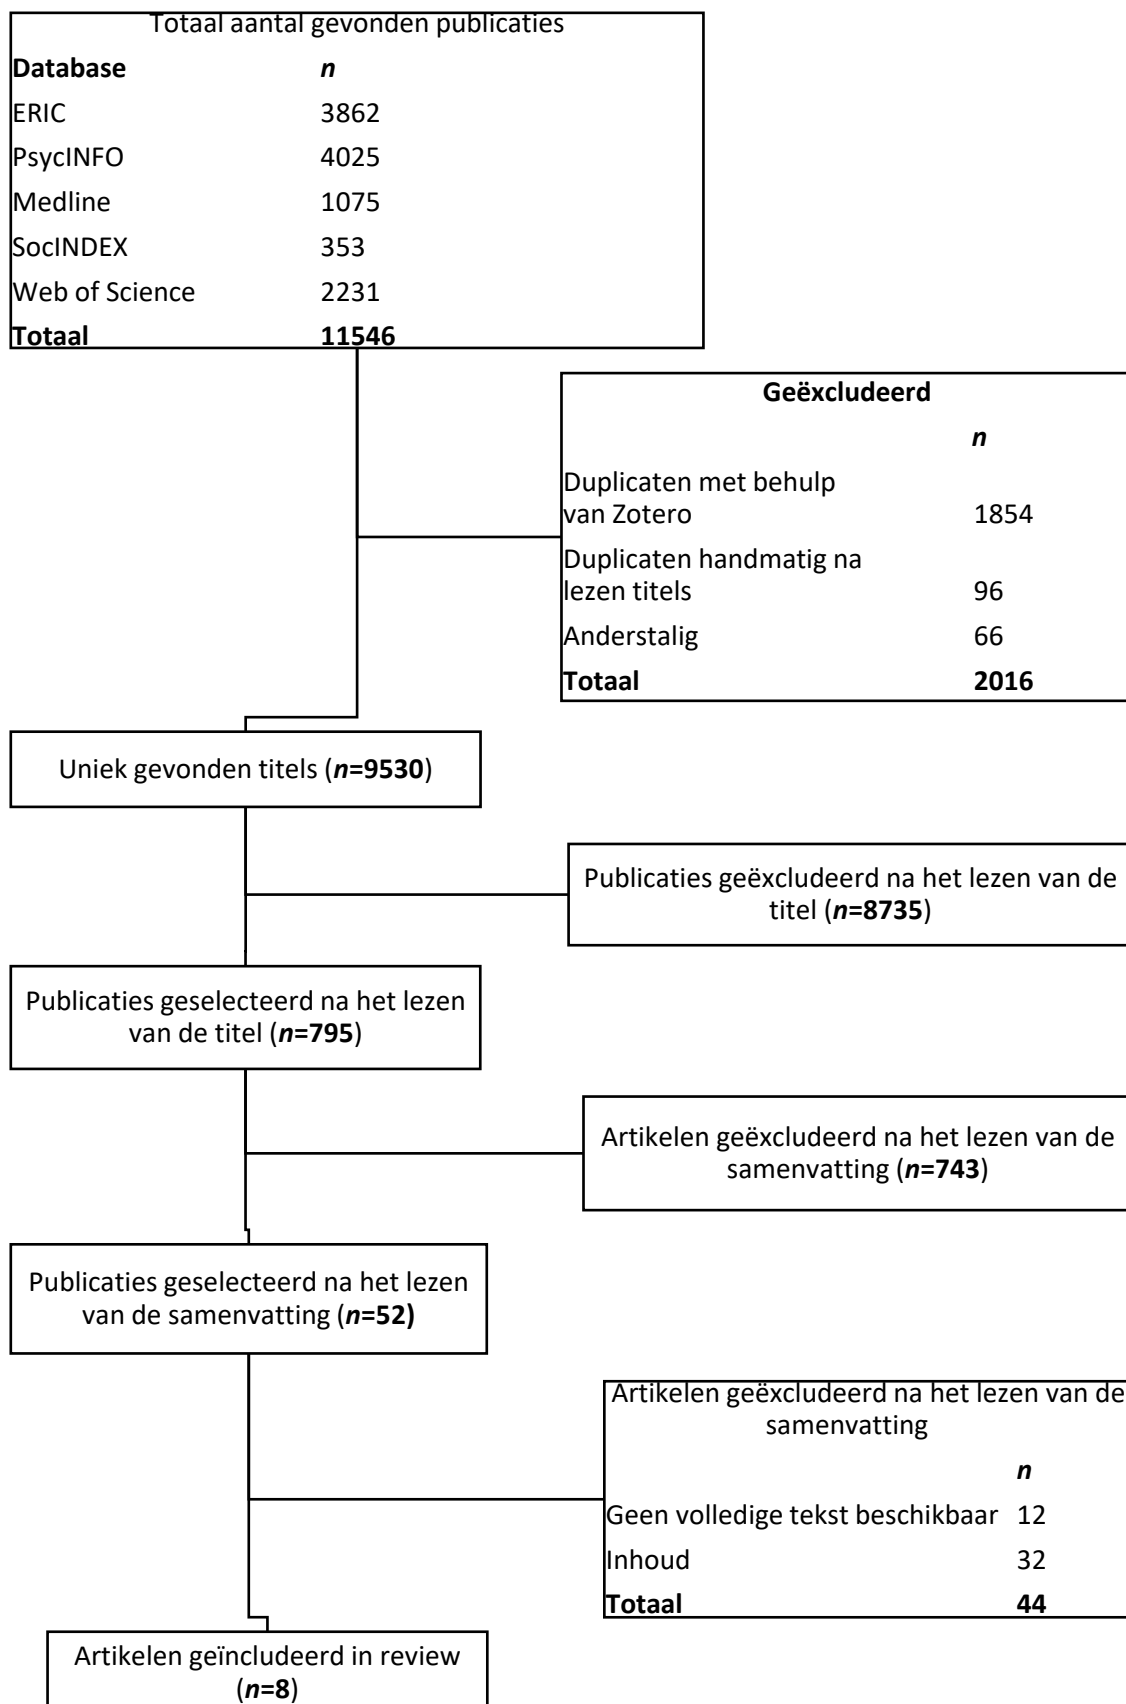 Totaal aantal gevonden publicaties
Database n
ERIC 3862
PsycINFO 4025
Medline 1075
SocINDEX 353
Web of Science 2231
Totaal 11546
Geëxcludeerd
n
Duplicaten met behulp
van Zotero 1854
Duplicaten handmatig na
lezen titels 96
Anderstalig 66
Totaal 2016
Uniek gevonden titels (n=9530)
Publicaties geëxcludeerd na het lezen van de
titel (n=8735)
Publicaties geselecteerd na het lezen
van de titel (n=795)
Artikelen geëxcludeerd na het lezen van de
samenvatting (n=743)
Publicaties geselecteerd na het lezen
van de samenvatting (n=52)
Artikelen geëxcludeerd na het lezen van de
samenvatting
n
Geen volledige tekst beschikbaar 12
Inhoud 32
Totaal 44
Artikelen geïncludeerd in review
(n=8)